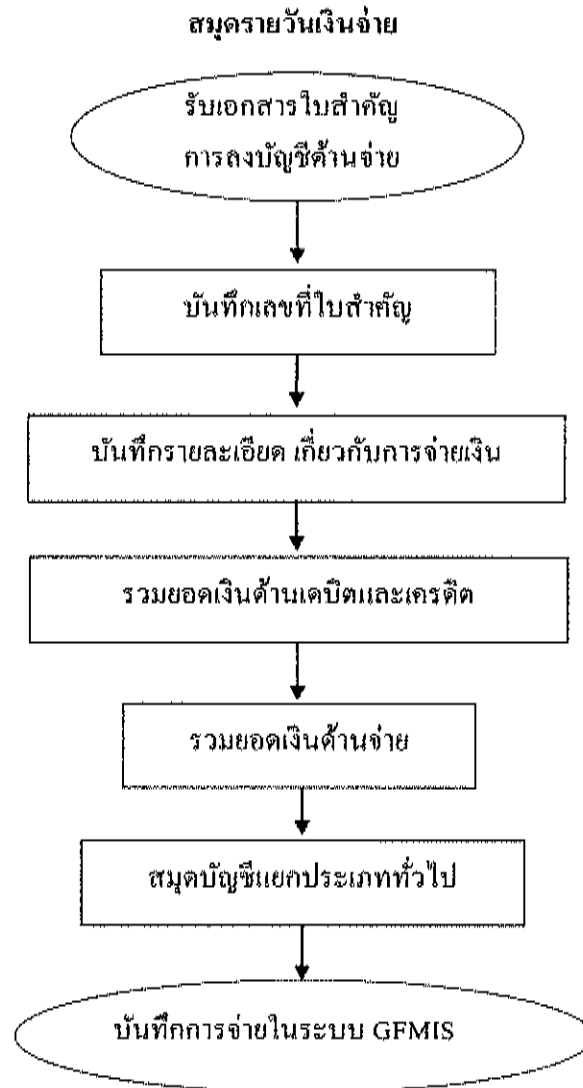 สมุดรายวันเงินจ่าย
รับเอกสารใบสำคัญ
การลงบัญชีด้านจ่าย
บันทึกเลขที่ใบสำคัญ
บันทึกรายละเอียด เกี่ยวกับการจ่ายเงิน
รวมยอดเงินด้านเดบิตและเครดิต
รวมยอดเงินด้านจ่าย
สมุดบัญชีแยกประเภททั่วไป
บันทึกการจ่ายในระบบ GFMIS